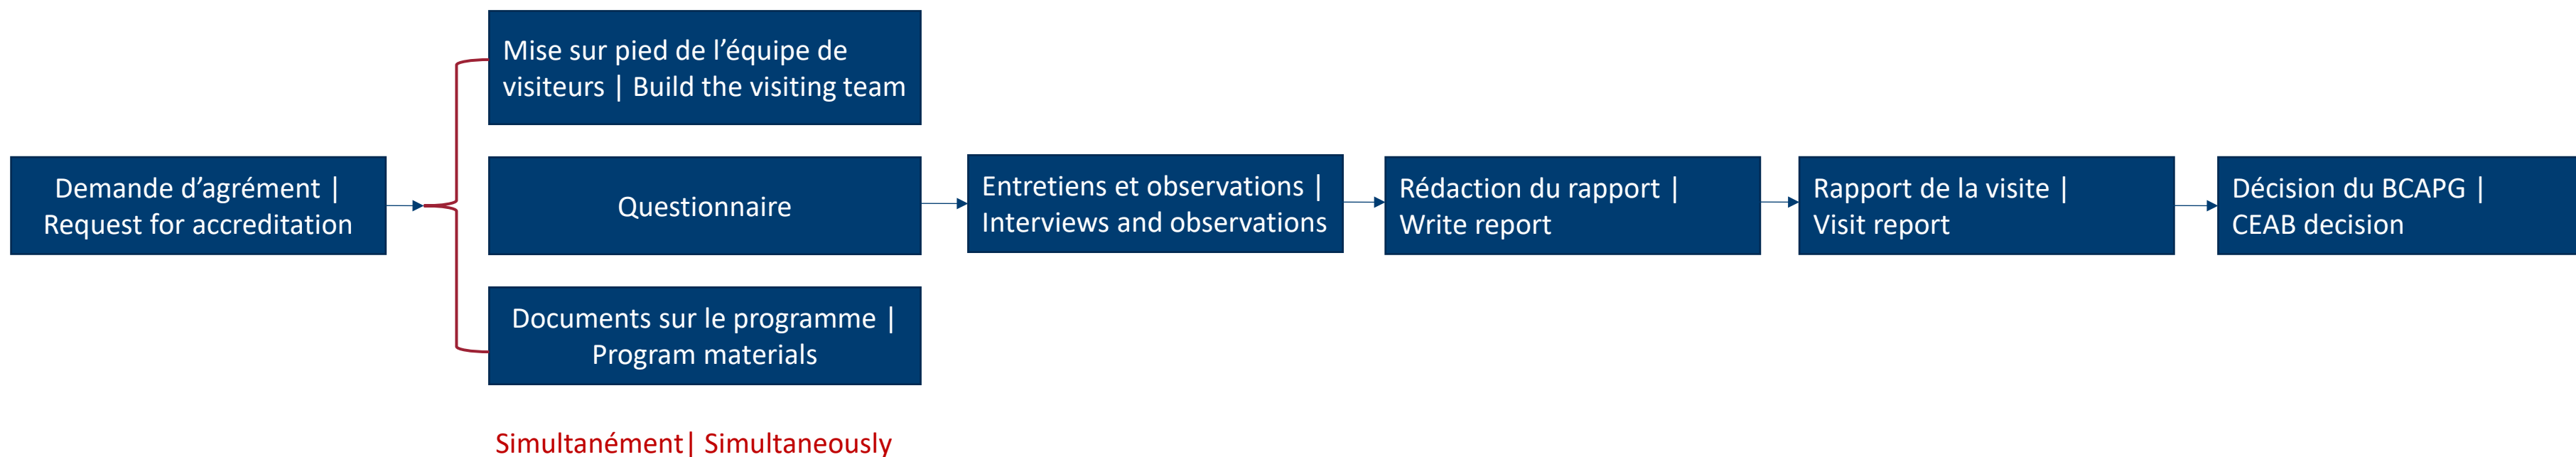 Demande d’agrément |
Request for accreditation
Mise sur pied de l’équipe de
visiteurs | Build the visiting team
Questionnaire
Documents sur le programme |
Program materials
Simultanément| Simultaneously
Entretiens et observations |
Interviews and observations
Rédaction du rapport |
Write report
Rapport de la visite |
Visit report
Décision du BCAPG |
CEAB decision